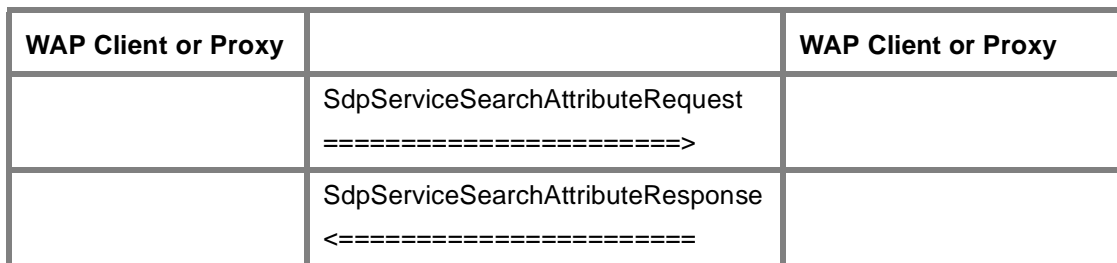 WAP Client or Proxy WAP Client or Proxy
SdpServiceSearchAttributeRequest
=======================>
SdpServiceSearchAttributeResponse
<=======================